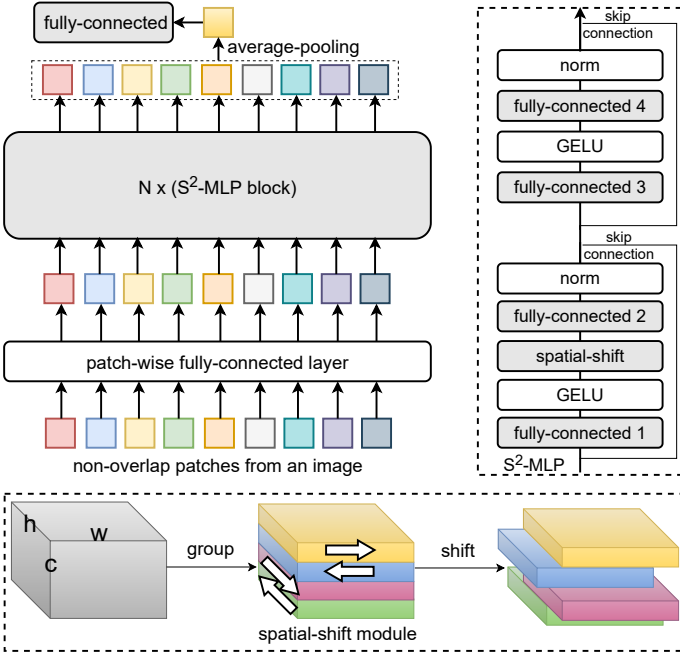 fully-connected
average-pooling
N x (S²-MLP block)
patch-wise fully-connected layer
non-overlap patches from an image
skip
connection
norm
fully-connected 4
GELU
fully-connected 3
skip
connection
norm
fully-connected 2
spatial-shift
GELU
fully-connected 1
S²-MLP
h
w
c
group
shift
spatial-shift module